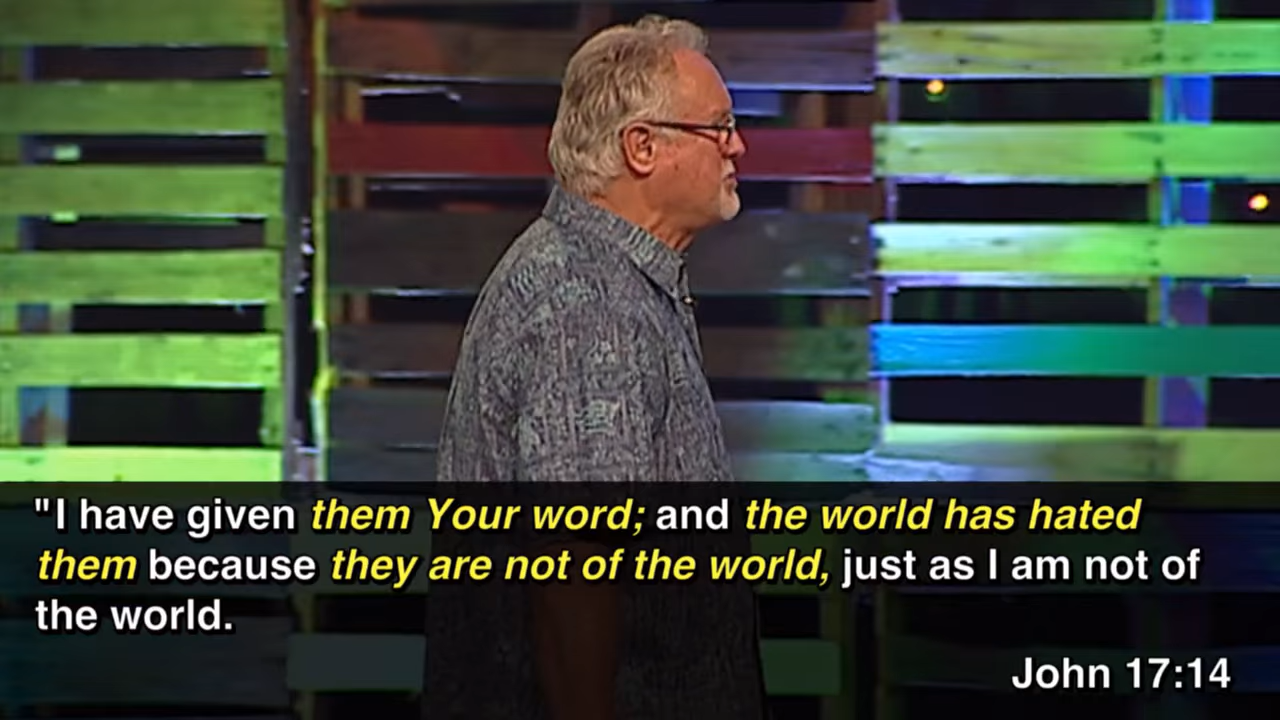 "I have given them Your word; and the world has hated
them because they are not of the world, just as I am not of
the world.
John 17:14